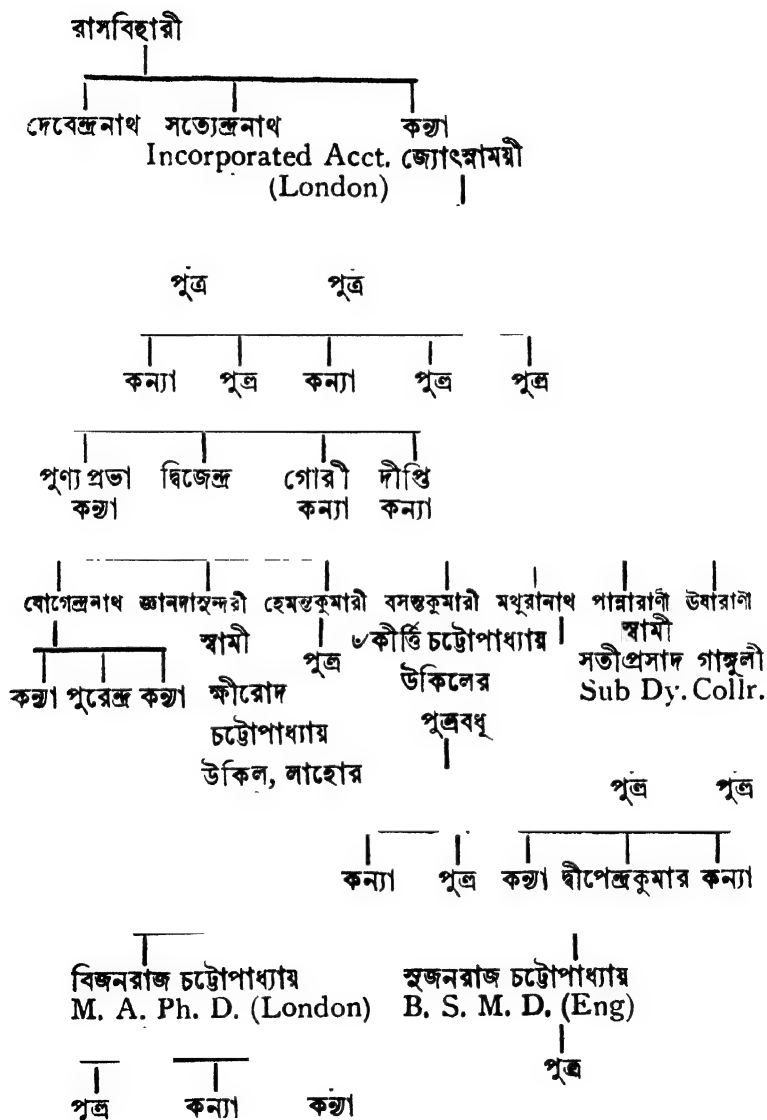 রাসবিহারী
দেবেন্দ্রনাথ সত্যেন্দ্রনাথ কন্যা
Incorporated Acct. জ্যোৎস্নাময়ী
(London)
পুত্র পুত্র
কন্যা পুত্র কন্যা পুত্র পুত্র
পুণ্যপ্রভা দ্বিজেন্দ্র গোরী দীপ্তি
কন্যা কন্যা কন্যা
যোগেন্দ্রনাথ জ্ঞানদাসুন্দরী হেমন্তকুমারী বসন্তকুমারী মথুরানাথ পান্নারাণী ঊষারাণী
স্বামী পুত্র ৺কীর্ত্তি চট্টোপাধ্যায় স্বামী
কন্যা পুরেন্দ্র কন্যা ক্ষীরোদ উকিলের সতীপ্রসাদ গাঙ্গুলী
চট্টোপাধ্যায় পুত্রবধূ Sub Dy. Collr.
উকিল, লাহোর
পুত্র পুত্র
কন্যা পুত্র কন্যা দ্বীপেন্দ্রকুমার কন্যা
বিজনরাজ চট্টোপাধ্যায় সুজনরাজ চট্টোপাধ্যায়
M. A. Ph. D. (London) B. S. M. D. (Eng)
পুত্র
পুত্র কন্যা কন্যা